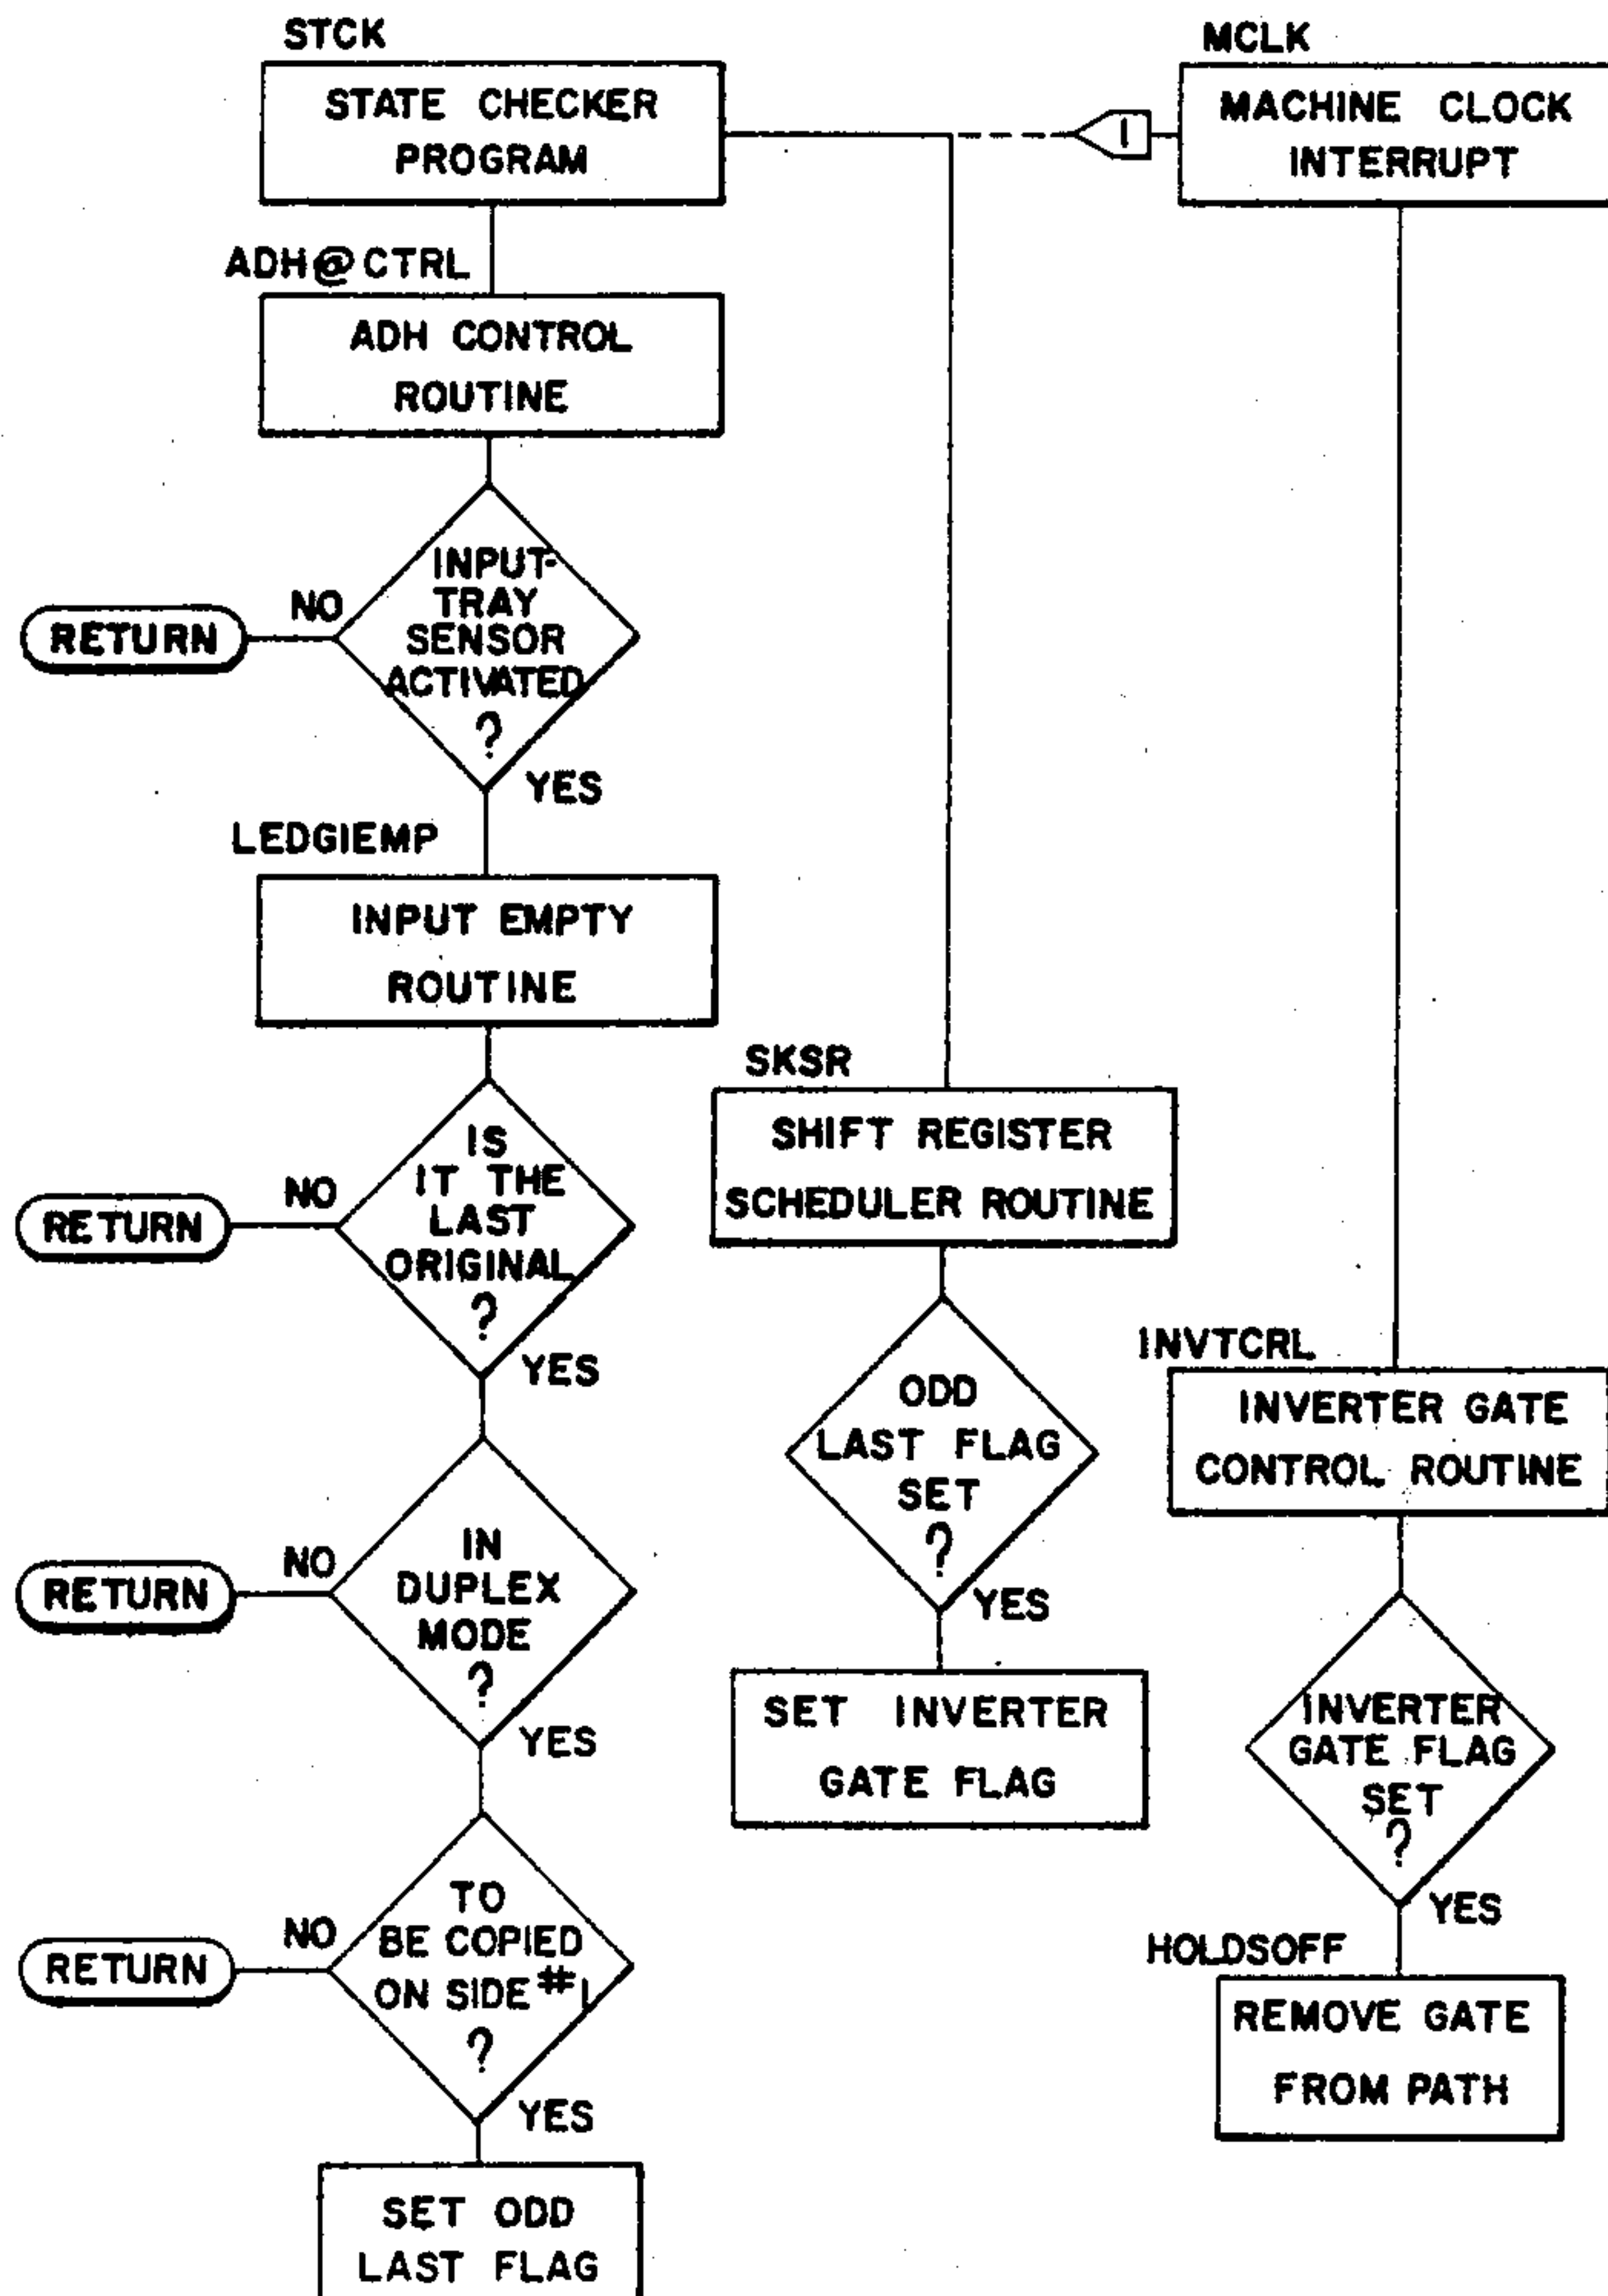 STCK
STATE CHECKER
PROGRAM
MCLK
MACHINE CLOCK
INTERRUPT
I
ADH@CTRL
ADH CONTROL
ROUTINE
INPUT-
TRAY
SENSOR
ACTIVATED
?
NO
RETURN
YES
LEDGIEMP
INPUT EMPTY
ROUTINE
IS
IT THE
LAST
ORIGINAL
?
NO
RETURN
YES
IN
DUPLEX
MODE
?
NO
RETURN
YES
TO
BE COPIED
ON SIDE #1
?
NO
RETURN
YES
SET ODD
LAST FLAG
SKSR
SHIFT REGISTER
SCHEDULER ROUTINE
ODD
LAST FLAG
SET
?
YES
SET INVERTER
GATE FLAG
INVTCRL
INVERTER GATE
CONTROL ROUTINE
INVERTER
GATE FLAG
SET
?
YES
HOLDSOFF
REMOVE GATE
FROM PATH